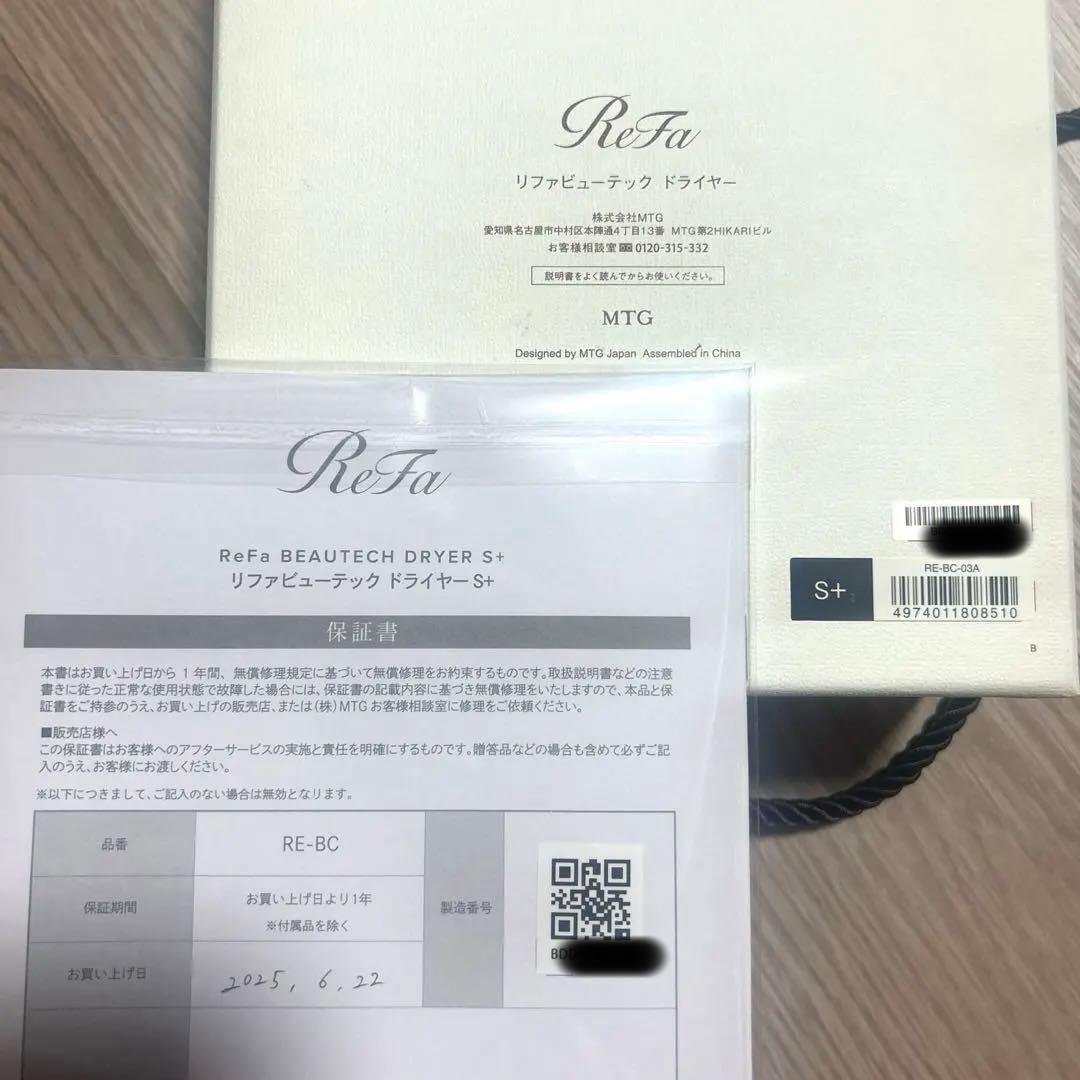 ReFa
リファビューテック ドライヤー
株式会社MTG
愛知県名古屋市中村区本陣通4丁目13番 MTG第2HIKARIビル
お客様相談室 0120-315-332
説明書をよく読んでからお使いください。
MTG
Designed by MTG Japan Assembled in China
S+
RE-BC-03A
4974011808510
B
ReFa
ReFa BEAUTECH DRYER S+
リファビューテック ドライヤー S+
保証書
本書はお買い上げ日から 1 年間、無償修理規定に基づいて無償修理をお約束するものです。取扱説明書などの注意
書きに従った正常な使用状態で故障した場合には、保証書の記載内容に基づき無償修理をいたしますので、本品と保
証書をご持参のうえ、お買い上げの販売店、または(株)MTG お客様相談室に修理をご依頼ください。
■販売店様へ
この保証書はお客様へのアフターサービスの実施と責任を明確にするものです。贈答品などの場合も含めて必ずご記
入のうえ、お客様にお渡しください。
※以下につきまして、ご記入のない場合は無効となります。
品番 RE-BC
保証期間 お買い上げ日より1年
※付属品を除く
製造番号
お買い上げ日 2025, 6, 22